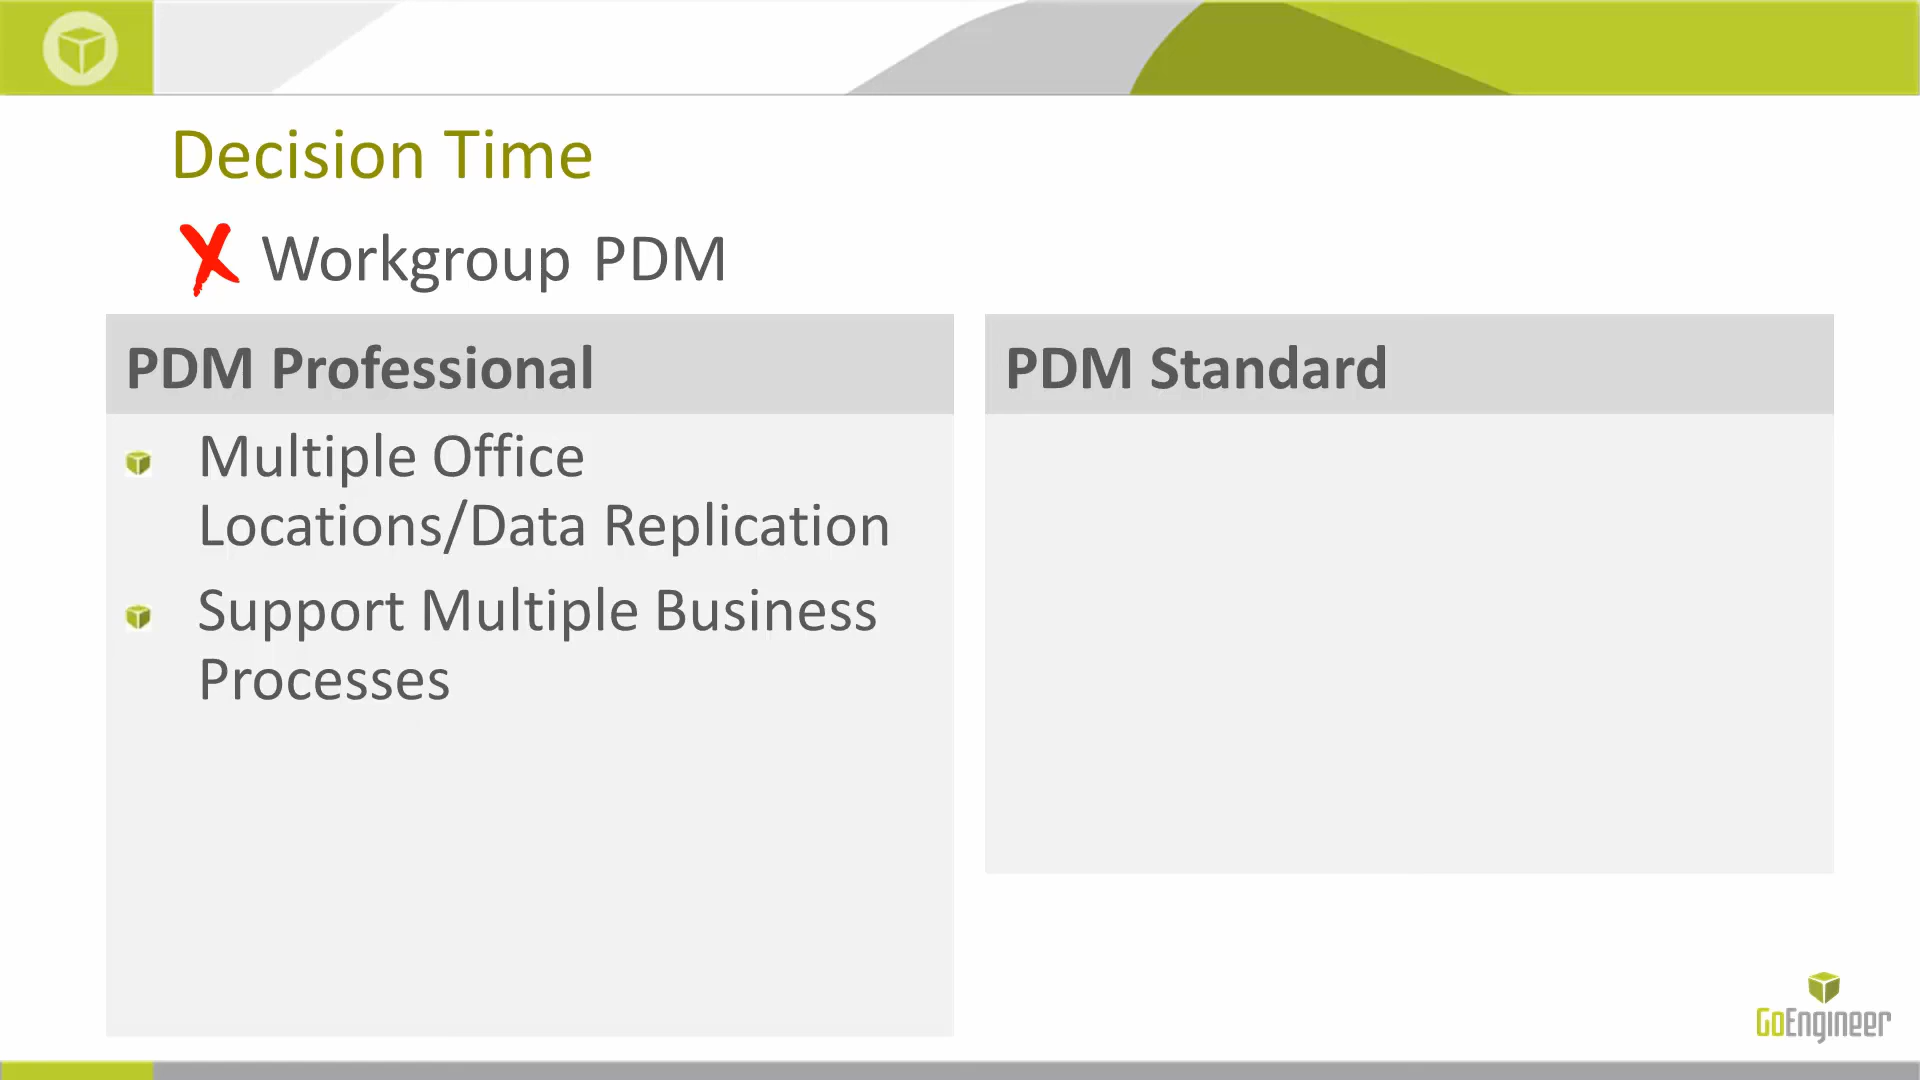 Decision Time
Workgroup PDM
PDM Professional
Multiple Office
Locations/Data Replication
Support Multiple Business
Processes
PDM Standard
GoEngineer